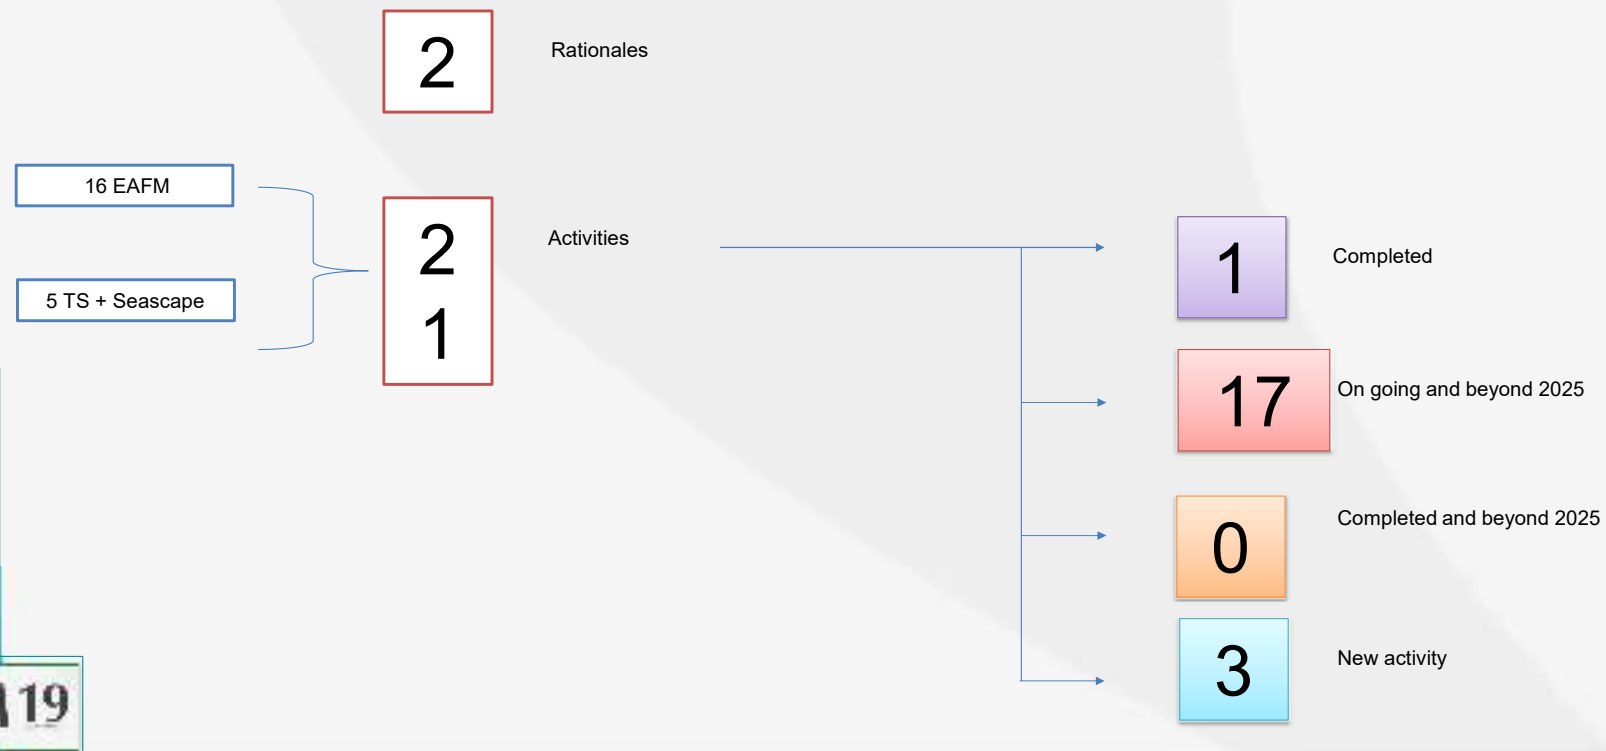 2
Rationales
16 EAFM
5 TS + Seascape
2
1
Activities
1
Completed
17
On going and beyond 2025
0
Completed and beyond 2025
3
New activity
19